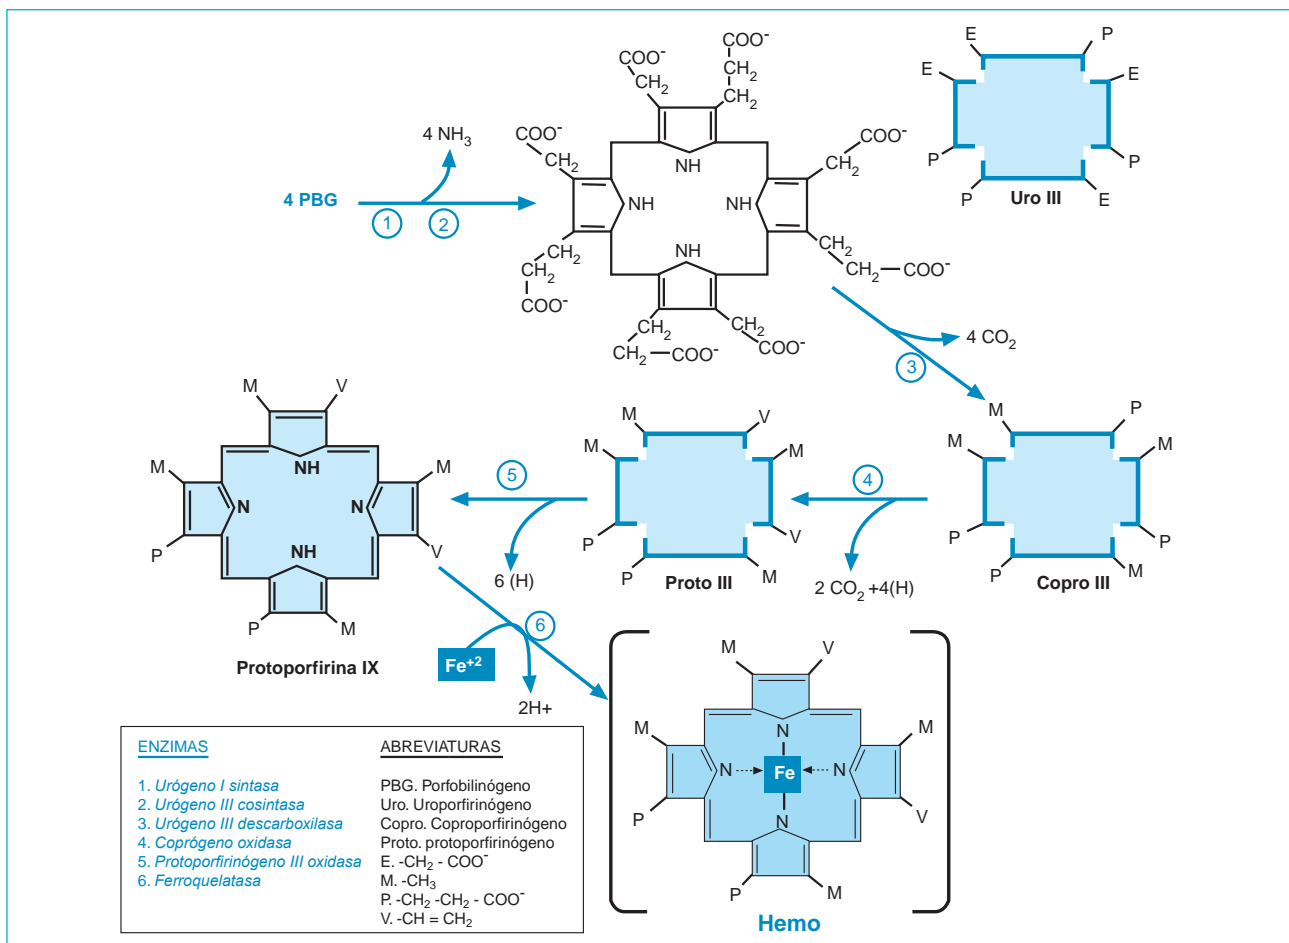 COO-
COO-
CH2
CH2
CH2
COO-
CH2
NH
COO-
CH2
NH
NH
NH
CH2
CH2
COO-
CH2
CH2
COO-
CH2
CH2
COO-
CH2
COO-
4 NH3
4 PBG
1
2
E
P
E
E
P
P
P
E
Uro III
4 CO2
3
M
P
M
M
P
P
P
M
Copro III
4
2 CO2 +4(H)
M
V
M
M
P
V
P
M
Proto III
5
6 (H)
M
V
M
M
NH
N
N
NH
P
V
P
M
Protoporfirina IX
6
Fe+2
2H+
M
V
M
M
N
N
Fe
N
N
P
V
P
M
Hemo
ENZIMAS
1. Urógeno I sintasa
2. Urógeno III cosintasa
3. Urógeno III descarboxilasa
4. Coprógeno oxidasa
5. Protoporfirinógeno III oxidasa
6. Ferroquelatasa
ABREVIATURAS
PBG. Porfobilinógeno
Uro. Uroporfirinógeno
Copro. Coproporfirinógeno
Proto. protoporfirinógeno
E. -CH2 - COO-
M. -CH3
P. -CH2 -CH2 - COO-
V. -CH = CH2